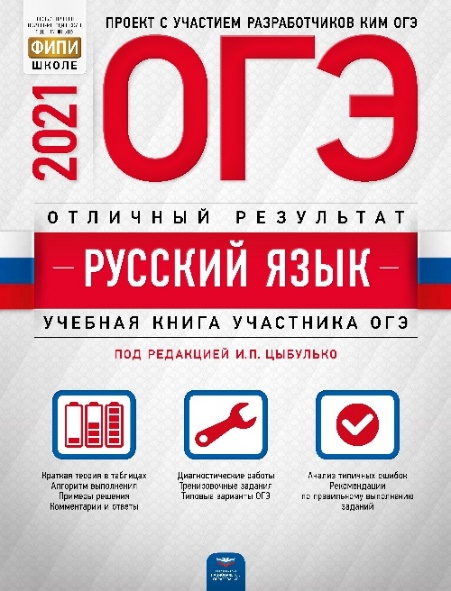 ПРОЕКТ С УЧАСТИЕМ РАЗРАБОТЧИКОВ КИМ ОГЭ
ФИПИ
ШКОЛЕ
2021
ОГЭ
ОТЛИЧНЫЙ РЕЗУЛЬТАТ
РУССКИЙ ЯЗЫК
УЧЕБНАЯ КНИГА УЧАСТНИКА ОГЭ
ПОД РЕДАКЦИЕЙ И.П. ЦЫБУЛЬКО
Краткая теория в таблицах
Алгоритм выполнения
Примеры решения
Комментарии и ответы
Диагностические работы
Тренировочные задания
Типовые варианты ОГЭ
Анализ типичных ошибок
Рекомендации
по правильному выполнению
заданий